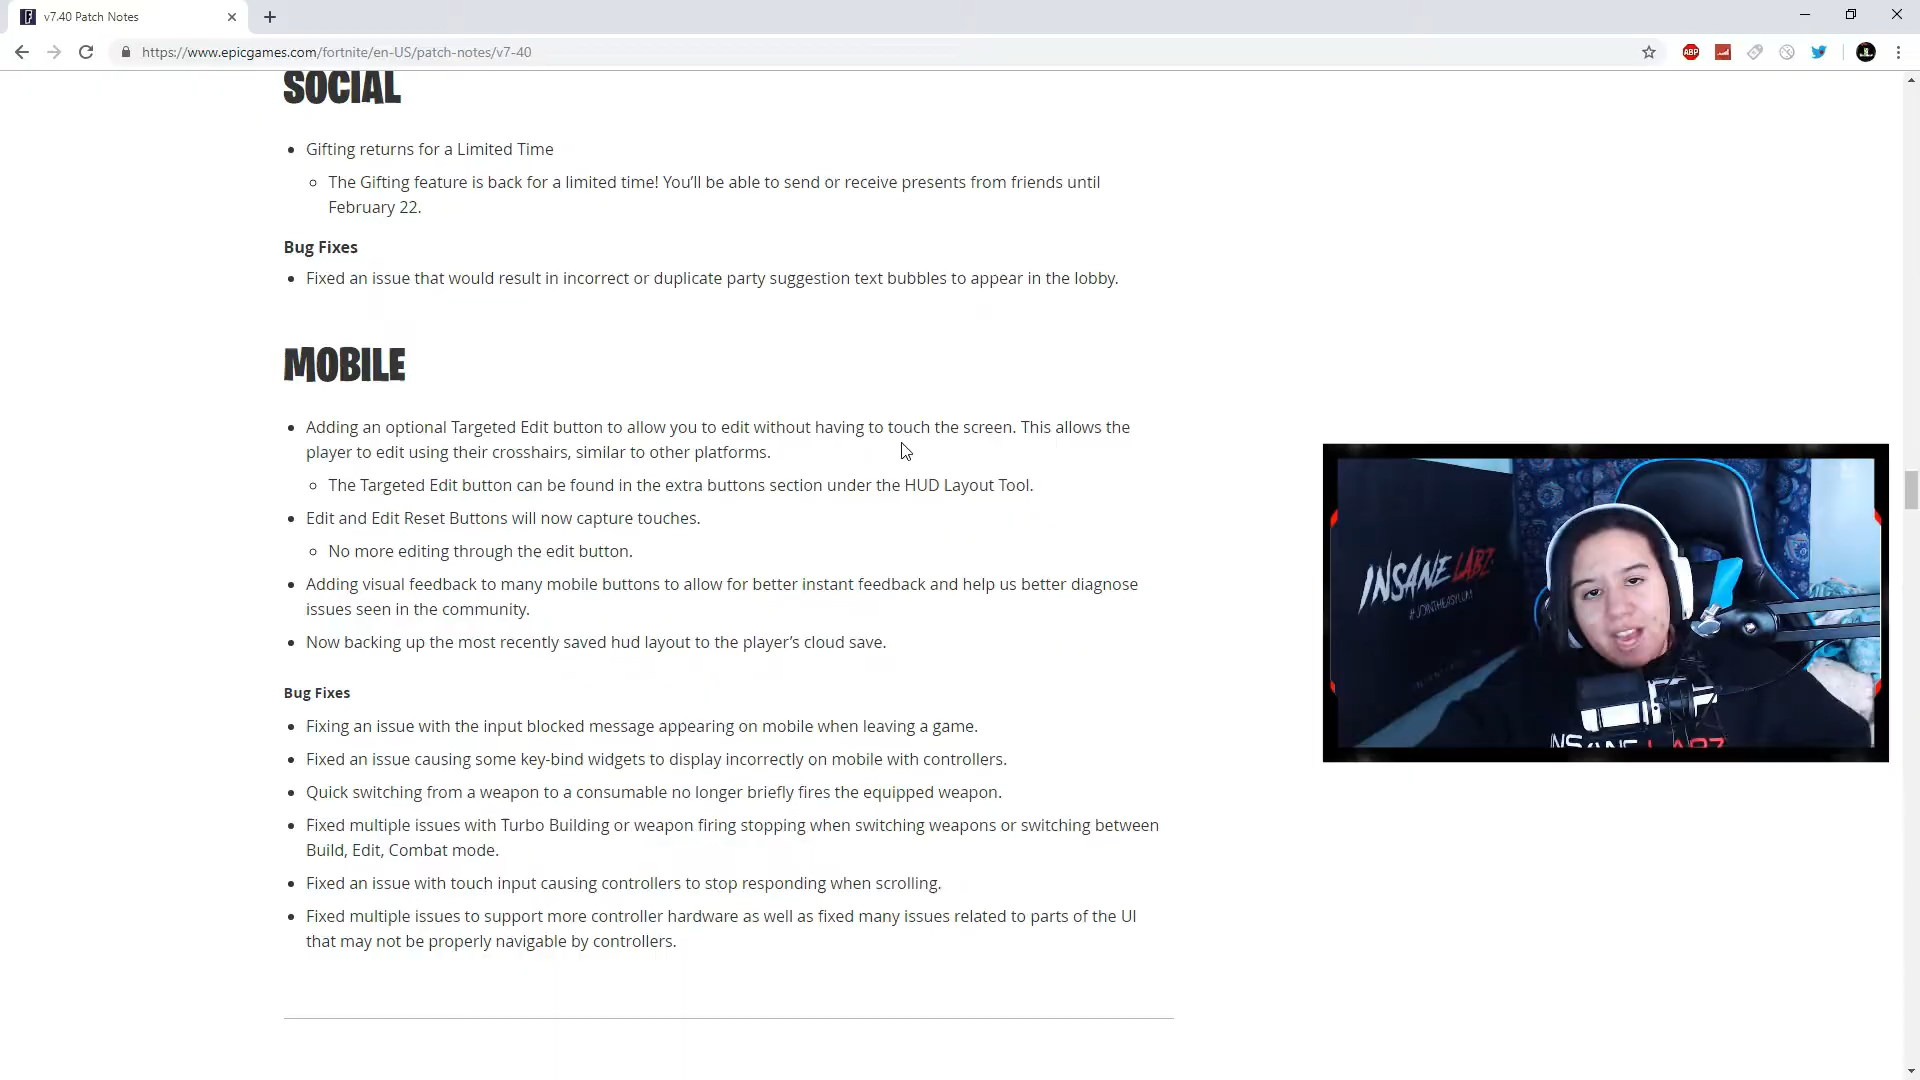 v7.40 Patch Notes
https://www.epicgames.com/fortnite/en-US/patch-notes/v7-40
ABP
SOCIAL
Gifting returns for a Limited Time
The Gifting feature is back for a limited time! You’ll be able to send or receive presents from friends until
February 22.
Bug Fixes
Fixed an issue that would result in incorrect or duplicate party suggestion text bubbles to appear in the lobby.
MOBILE
Adding an optional Targeted Edit button to allow you to edit without having to touch the screen. This allows the
player to edit using their crosshairs, similar to other platforms.
The Targeted Edit button can be found in the extra buttons section under the HUD Layout Tool.
Edit and Edit Reset Buttons will now capture touches.
No more editing through the edit button.
Adding visual feedback to many mobile buttons to allow for better instant feedback and help us better diagnose
issues seen in the community.
Now backing up the most recently saved hud layout to the player’s cloud save.
Bug Fixes
Fixing an issue with the input blocked message appearing on mobile when leaving a game.
Fixed an issue causing some key-bind widgets to display incorrectly on mobile with controllers.
Quick switching from a weapon to a consumable no longer briefly fires the equipped weapon.
Fixed multiple issues with Turbo Building or weapon firing stopping when switching weapons or switching between
Build, Edit, Combat mode.
Fixed an issue with touch input causing controllers to stop responding when scrolling.
Fixed multiple issues to support more controller hardware as well as fixed many issues related to parts of the UI
that may not be properly navigable by controllers.
INSANE LABZ
#JOINTHEASYLUM
INSANE LABZ